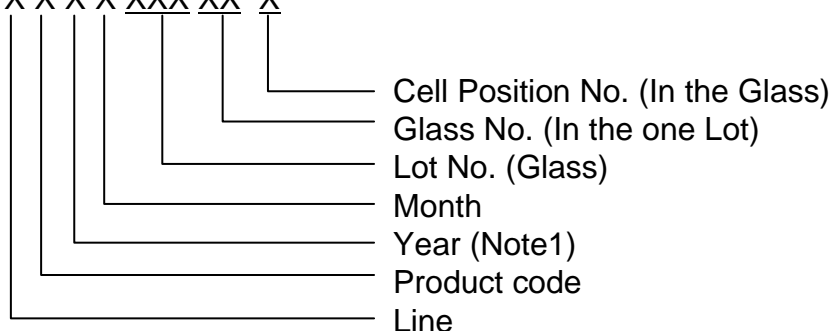 X X X X XXX XX X
Cell Position No. (In the Glass)
Glass No. (In the one Lot)
Lot No. (Glass)
Month
Year (Note1)
Product code
Line